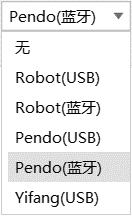 Pendo(蓝牙)
无
Robot(USB)
Robot(蓝牙)
Pendo(USB)
Pendo(蓝牙)
Yifang(USB)